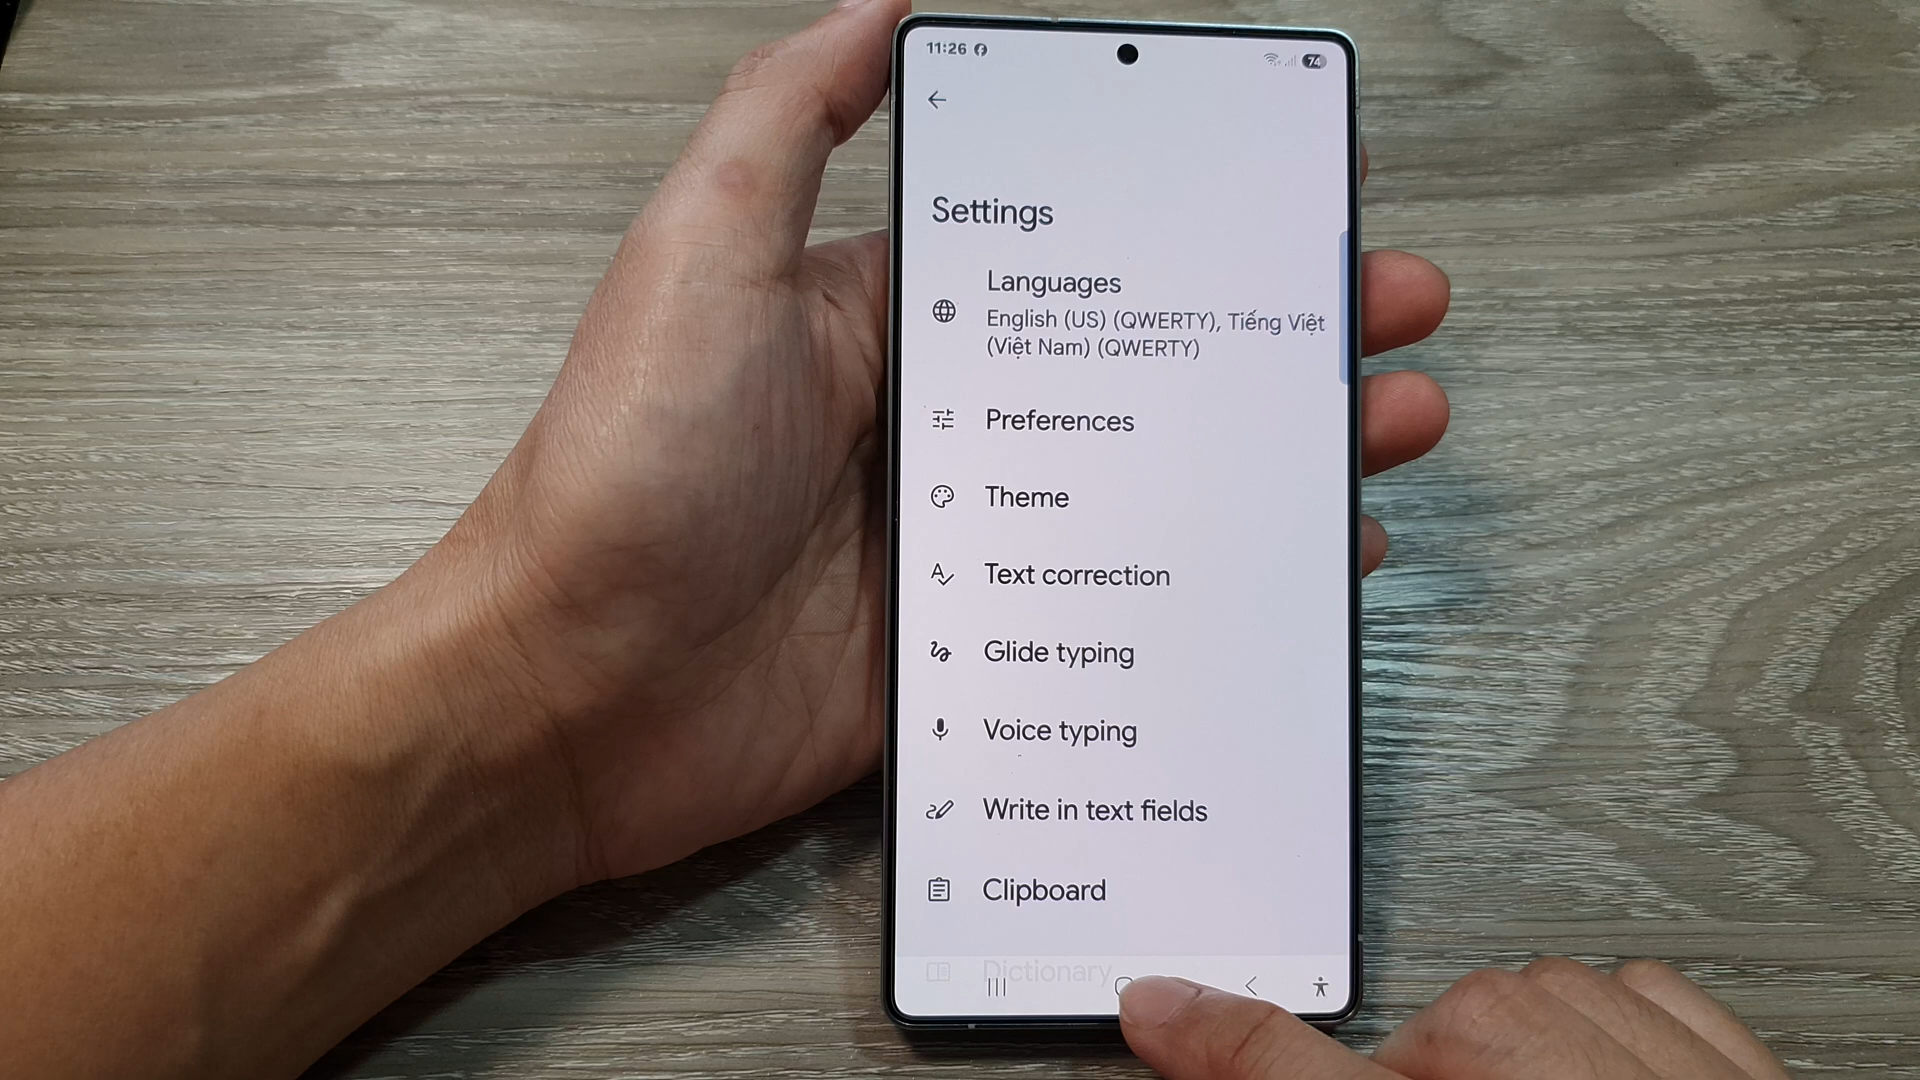 11:26
74
Settings
Languages
English (US) (QWERTY), Tiếng Việt
(Việt Nam) (QWERTY)
Preferences
Theme
Text correction
Glide typing
Voice typing
Write in text fields
Clipboard
Dictionary